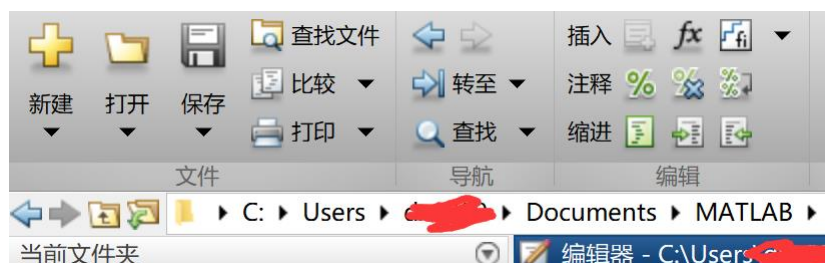 查找文件 插入 fx fi
新建 打开 保存 比较 转至 注释 % % %
打印 查找 缩进
文件 导航 编辑
C: Users Documents MATLAB
当前文件夹 编辑器 - C:\Users\